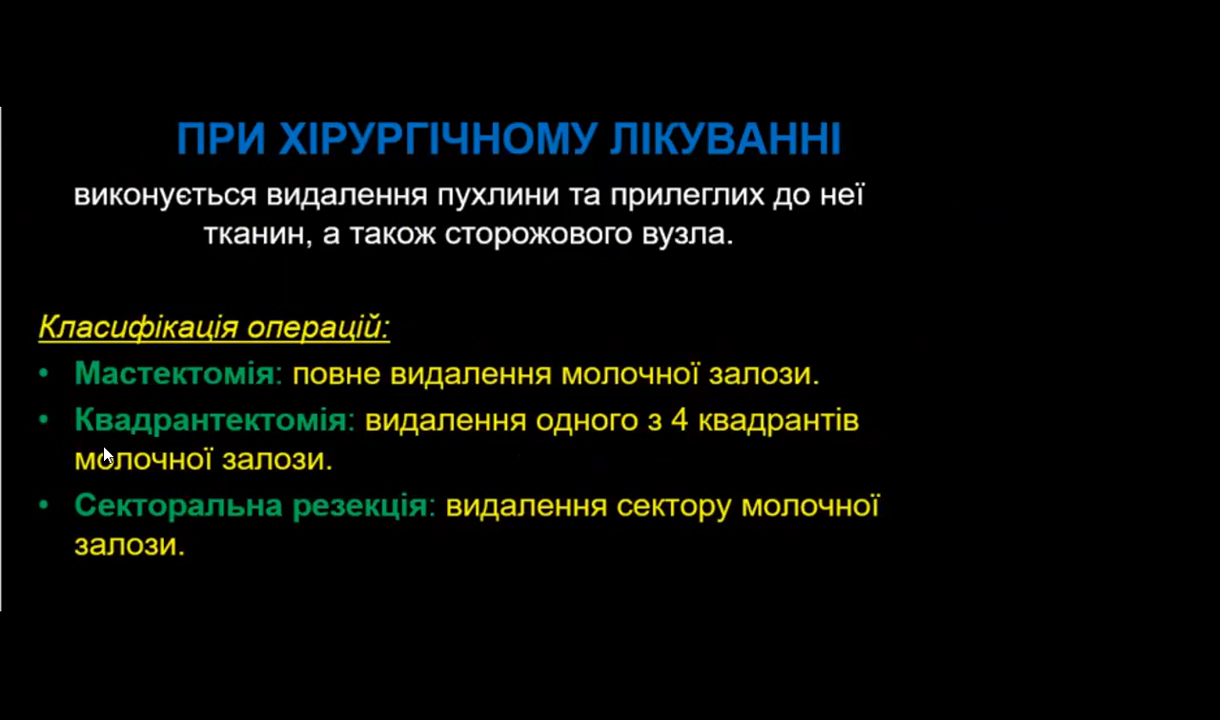 ПРИ ХІРУРГІЧНОМУ ЛІКУВАННІ
виконується видалення пухлини та прилеглих до неї
тканин, а також сторожового вузла.
Класифікація операцій:
• Мастектомія: повне видалення молочної залози.
• Квадрантектомія: видалення одного з 4 квадрантів
молочної залози.
• Секторальна резекція: видалення сектору молочної
залози.